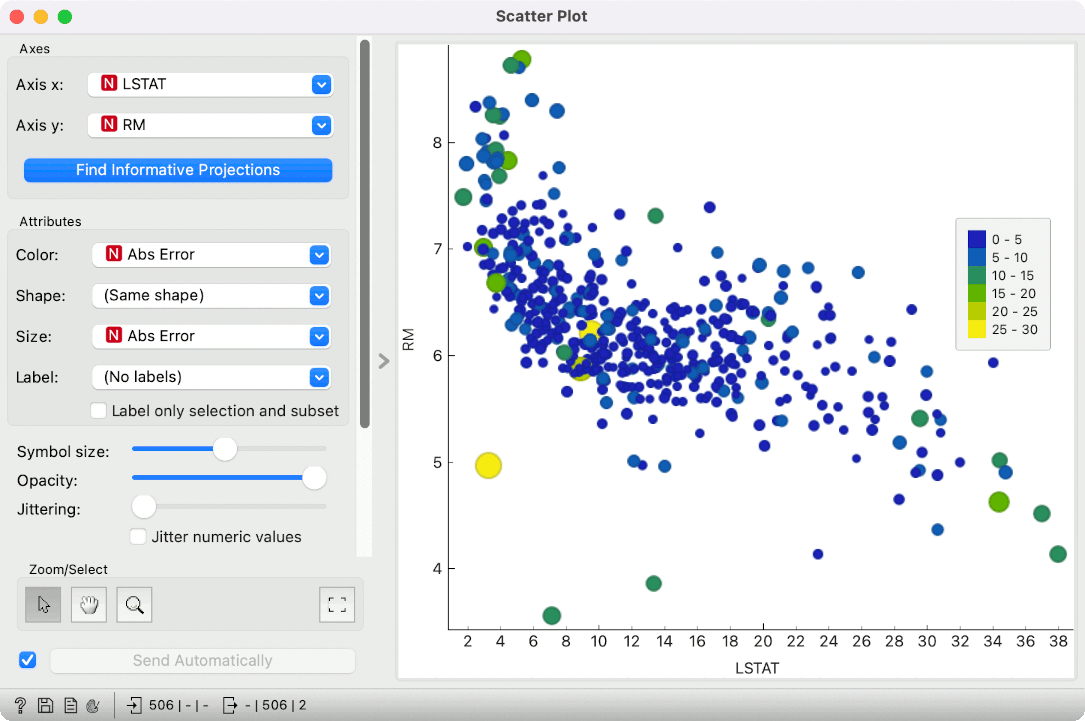 Scatter Plot
Axes
Axis x: N LSTAT
Axis y: N RM
Find Informative Projections
Attributes
Color: N Abs Error
Shape: (Same shape)
Size: N Abs Error
Label: (No labels)
Label only selection and subset
Symbol size:
Opacity:
Jittering:
Jitter numeric values
Zoom/Select
Send Automatically
? 506 | - | - - | 506 | 2
RM
8
7
6
5
4
2 4 6 8 10 12 14 16 18 20 22 24 26 28 30 32 34 36 38
LSTAT
0 - 5
5 - 10
10 - 15
15 - 20
20 - 25
25 - 30